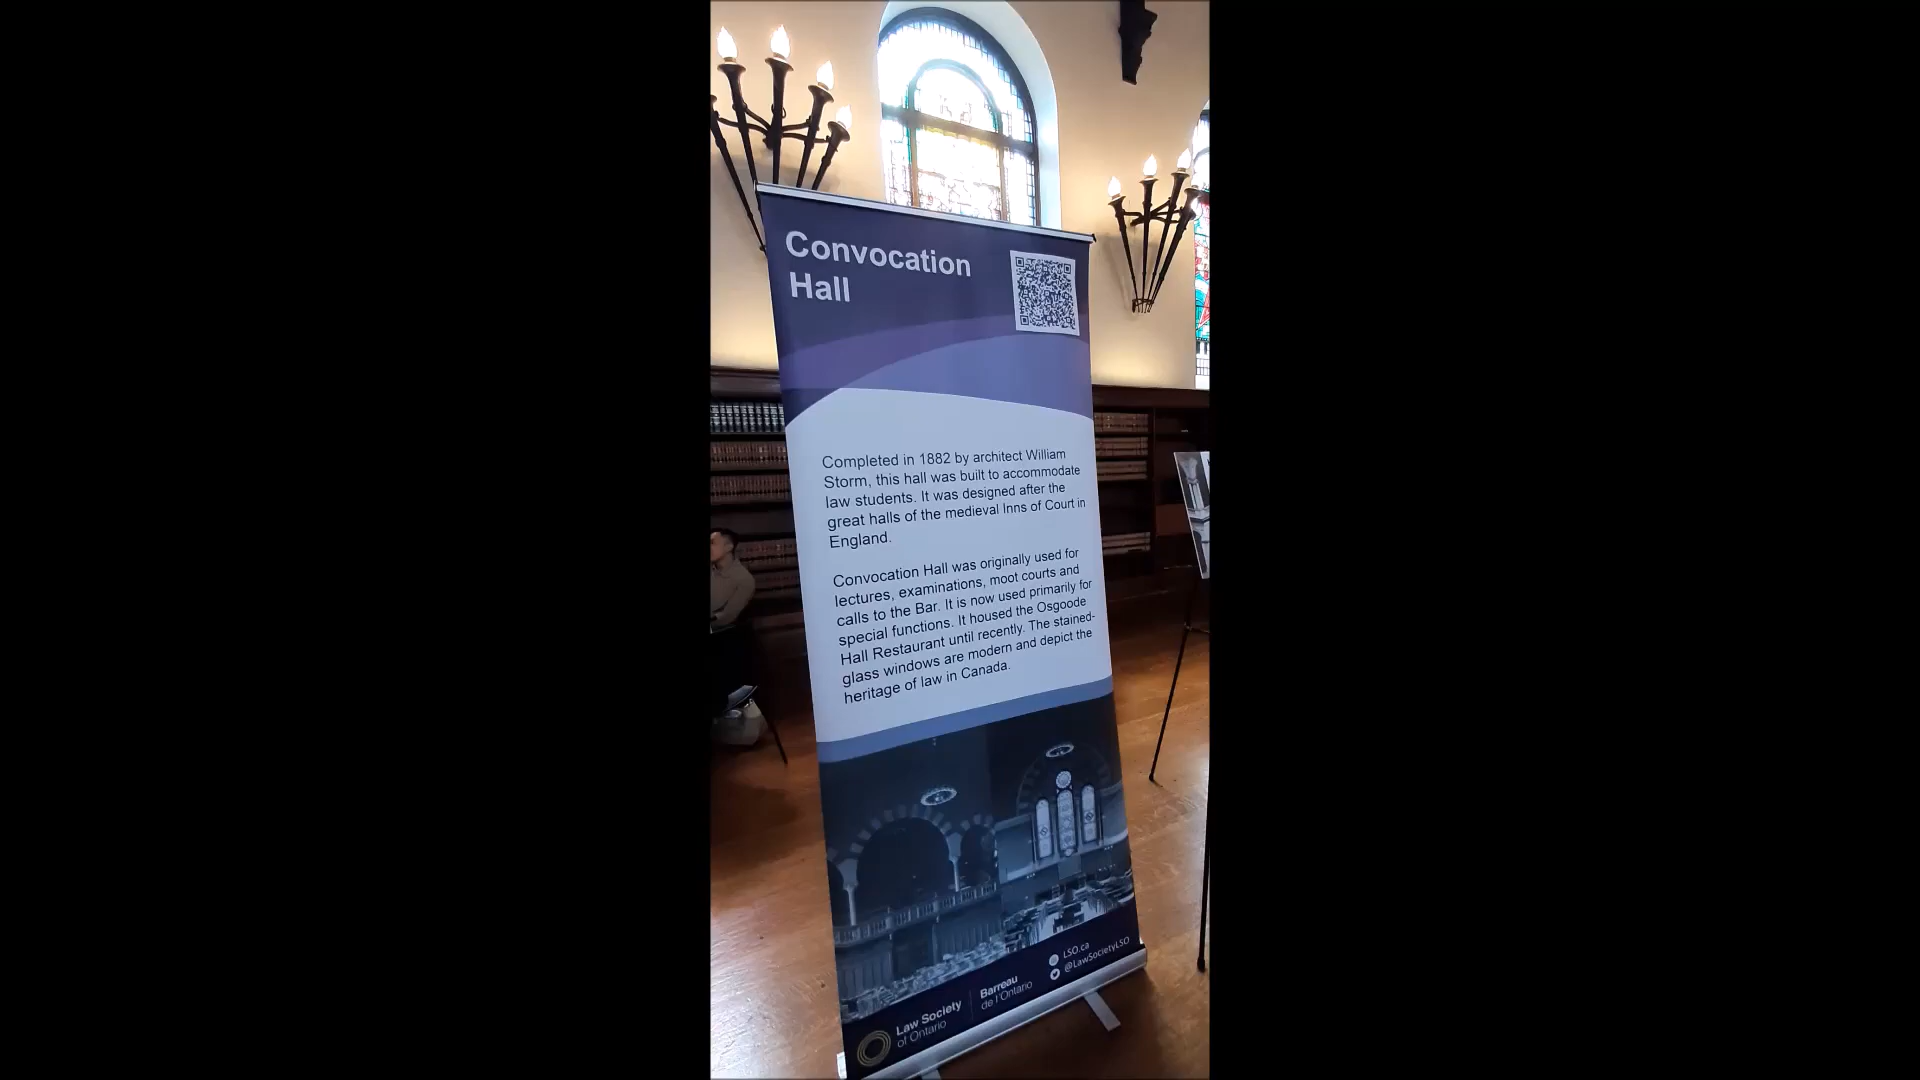 Convocation
Hall
Completed in 1882 by architect William
Storm, this hall was built to accommodate
law students. It was designed after the
great halls of the medieval Inns of Court in
England.
Convocation Hall was originally used for
lectures, examinations, moot courts and
calls to the Bar. It is now used primarily for
special functions. It housed the Osgoode
Hall Restaurant until recently. The stained-
glass windows are modern and depict the
heritage of law in Canada.
LSO.ca
@LawSocietyLSO
Law Society
of Ontario
Barreau
de l'Ontario